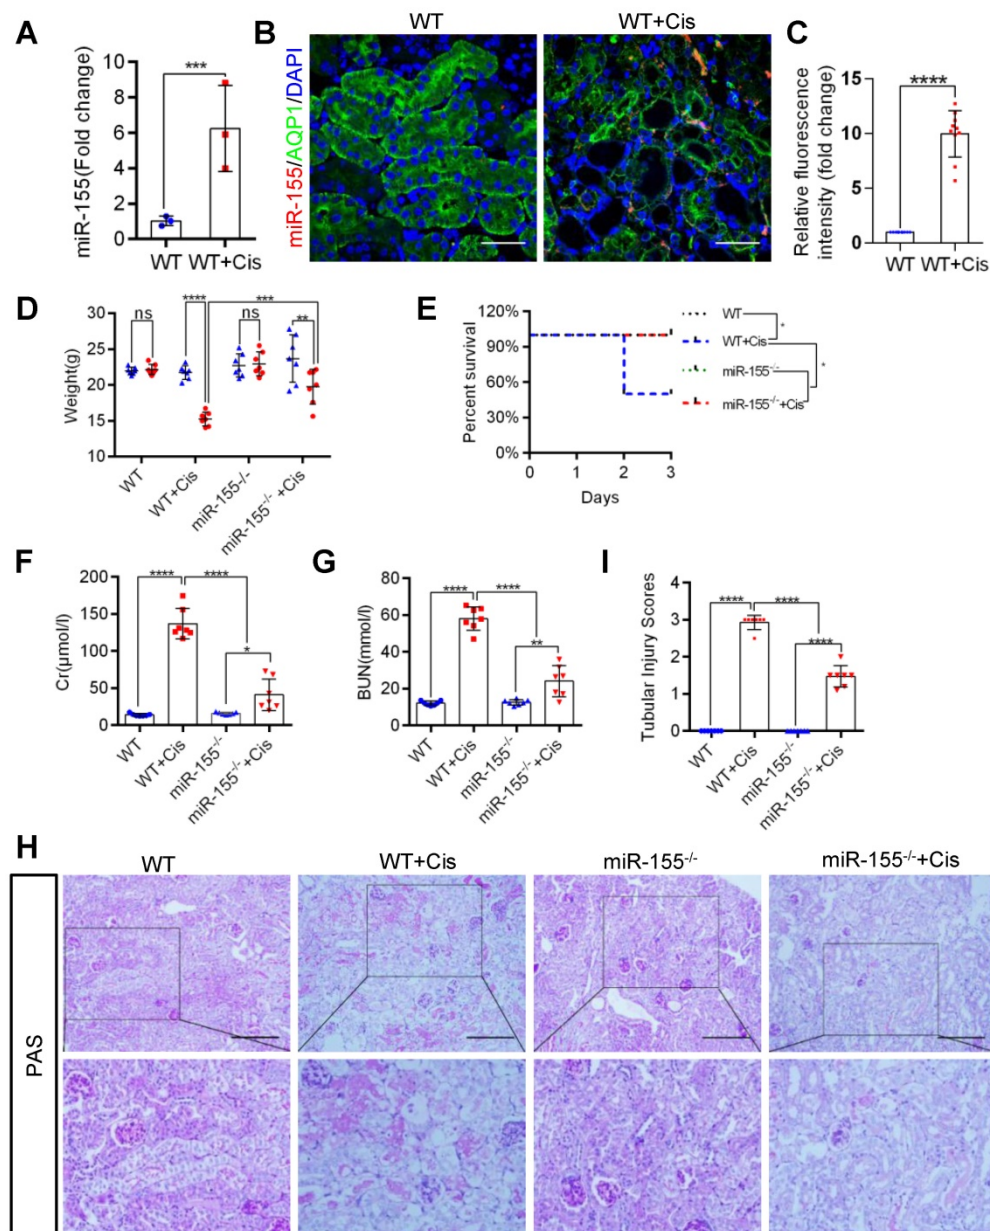 A
miR-155(Fold change)
10
8
6
4
2
0
***
WT WT+Cis
B
WT
WT+Cis
miR-155/AQP1/DAPI
C
Relative fluorescence
intensity (fold change)
15
10
5
0
****
WT WT+Cis
D
Weight(g)
30
25
20
15
10
ns
****
ns
***
**
WT
WT+Cis
miR-155-/-
miR-155-/- +Cis
E
Percent survival
120%
90%
60%
30%
0%
0 1 2 3
Days
WT
WT+Cis
miR-155-/-
miR-155-/-+Cis
*
*
F
Cr(μmol/l)
200
150
100
50
0
**** ****
*
WT
WT+Cis
miR-155-/-
miR-155-/-+Cis
G
BUN(mmol/l)
80
60
40
20
0
**** ****
**
WT
WT+Cis
miR-155-/-
miR-155-/-+Cis
I
Tubular Injury Scores
4
3
2
1
0
**** ****
****
WT
WT+Cis
miR-155-/-
miR-155-/-+Cis
H
WT
WT+Cis
miR-155-/-
miR-155-/-+Cis
PAS